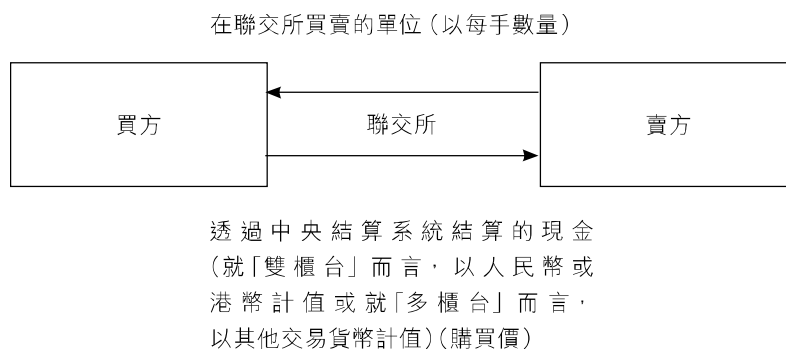 在聯交所買賣的單位(以每手數量)
買方
聯交所
賣方
透過中央結算系統結算的現金
(就「雙櫃台」而言，以人民幣或
港幣計值或就「多櫃台」而言，
以其他交易貨幣計值)(購買價)